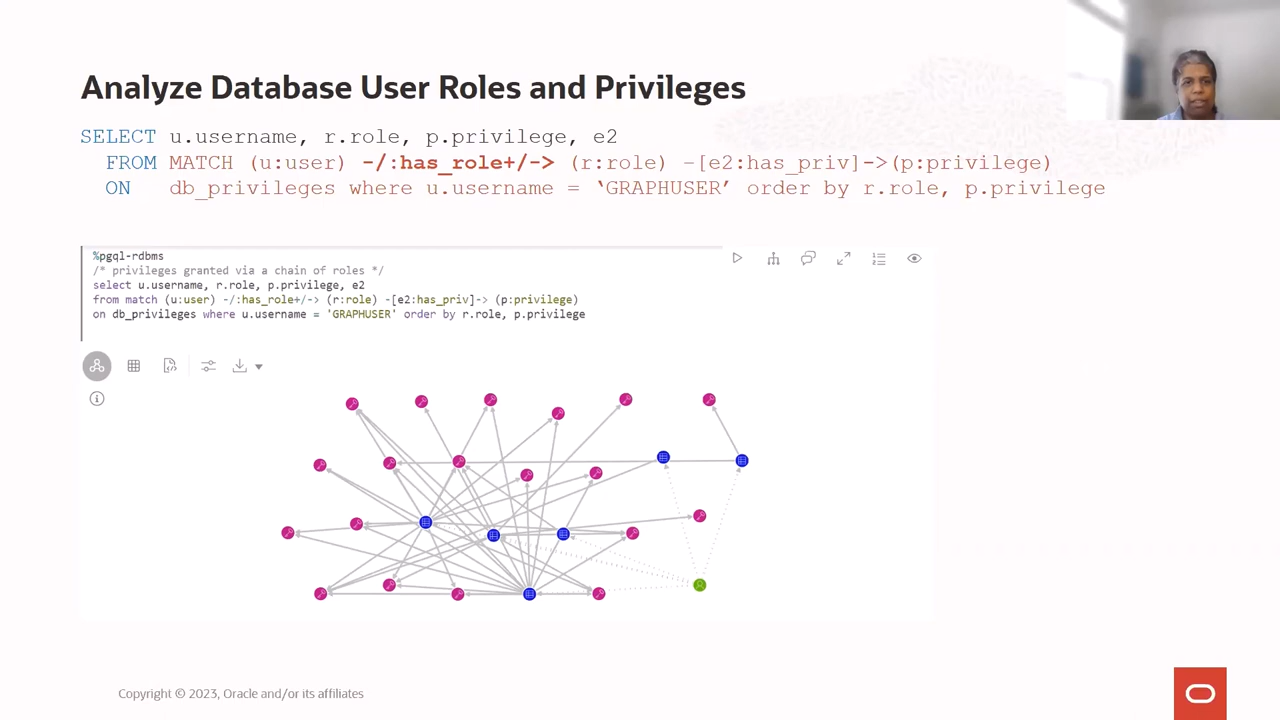 Analyze Database User Roles and Privileges
SELECT u.username, r.role, p.privilege, e2
FROM MATCH (u:user) -/:has_role+/-> (r:role) –[e2:has_priv]->(p:privilege)
ON db_privileges where u.username = ‘GRAPHUSER’ order by r.role, p.privilege
%pgql-rdbms
/* privileges granted via a chain of roles */
select u.username, r.role, p.privilege, e2
from match (u:user) -/:has_role+/-> (r:role) -[e2:has_priv]-> (p:privilege)
on db_privileges where u.username = 'GRAPHUSER' order by r.role, p.privilege
Copyright © 2023, Oracle and/or its affiliates